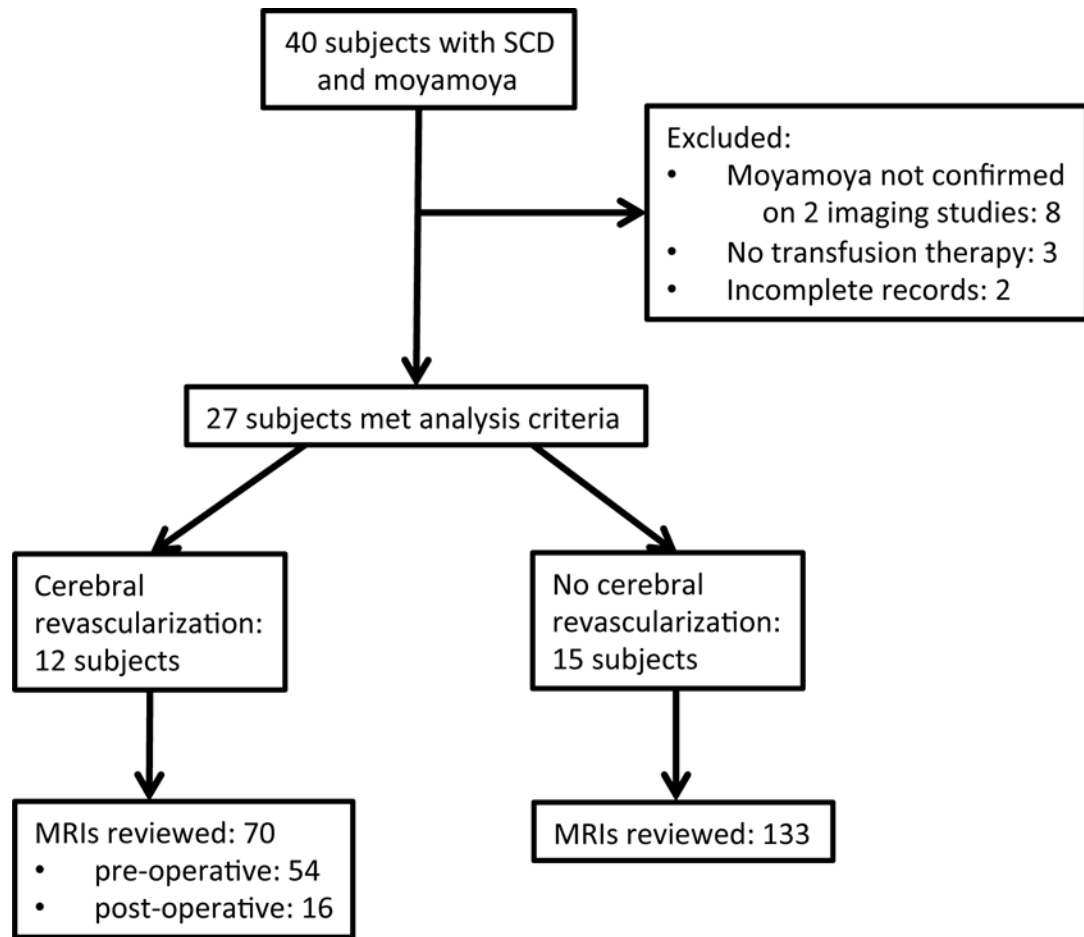 40 subjects with SCD
and moyamoya
Excluded:
• Moyamoya not confirmed
on 2 imaging studies: 8
• No transfusion therapy: 3
• Incomplete records: 2
27 subjects met analysis criteria
Cerebral
revascularization:
12 subjects
No cerebral
revascularization:
15 subjects
MRIs reviewed: 70
• pre-operative: 54
• post-operative: 16
MRIs reviewed: 133